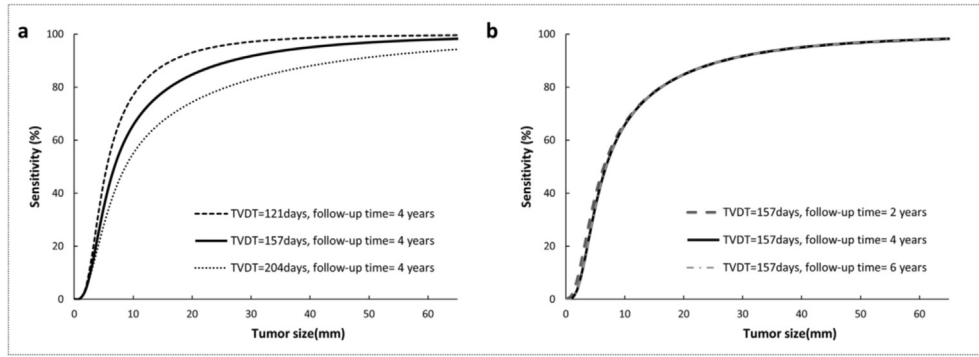 a
100
80
60
40
20
0
Sensitivity (%)
TVDT=121days, follow-up time= 4 years
TVDT=157days, follow-up time= 4 years
TVDT=204days, follow-up time= 4 years
0 10 20 30 40 50 60
Tumor size(mm)
b
100
80
60
40
20
0
Sensitivity (%)
TVDT=157days, follow-up time= 2 years
TVDT=157days, follow-up time= 4 years
TVDT=157days, follow-up time= 6 years
0 10 20 30 40 50 60
Tumor size(mm)